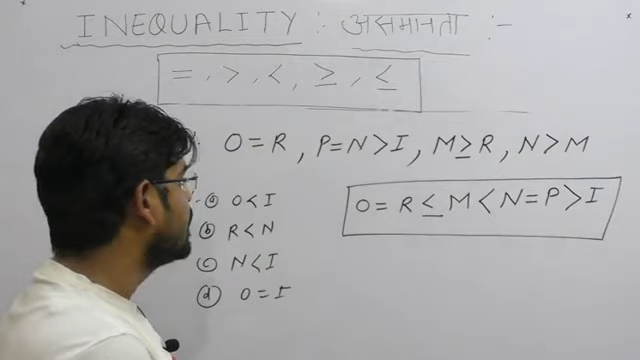 INEQUALITY : असमानता :-
=, >, <, ≥, ≤
O=R, P=N>I, M≥R, N>M
O=R≤M<N=P>I
ⓐ O<I
ⓑ R<N
ⓒ N<I
ⓓ O=I